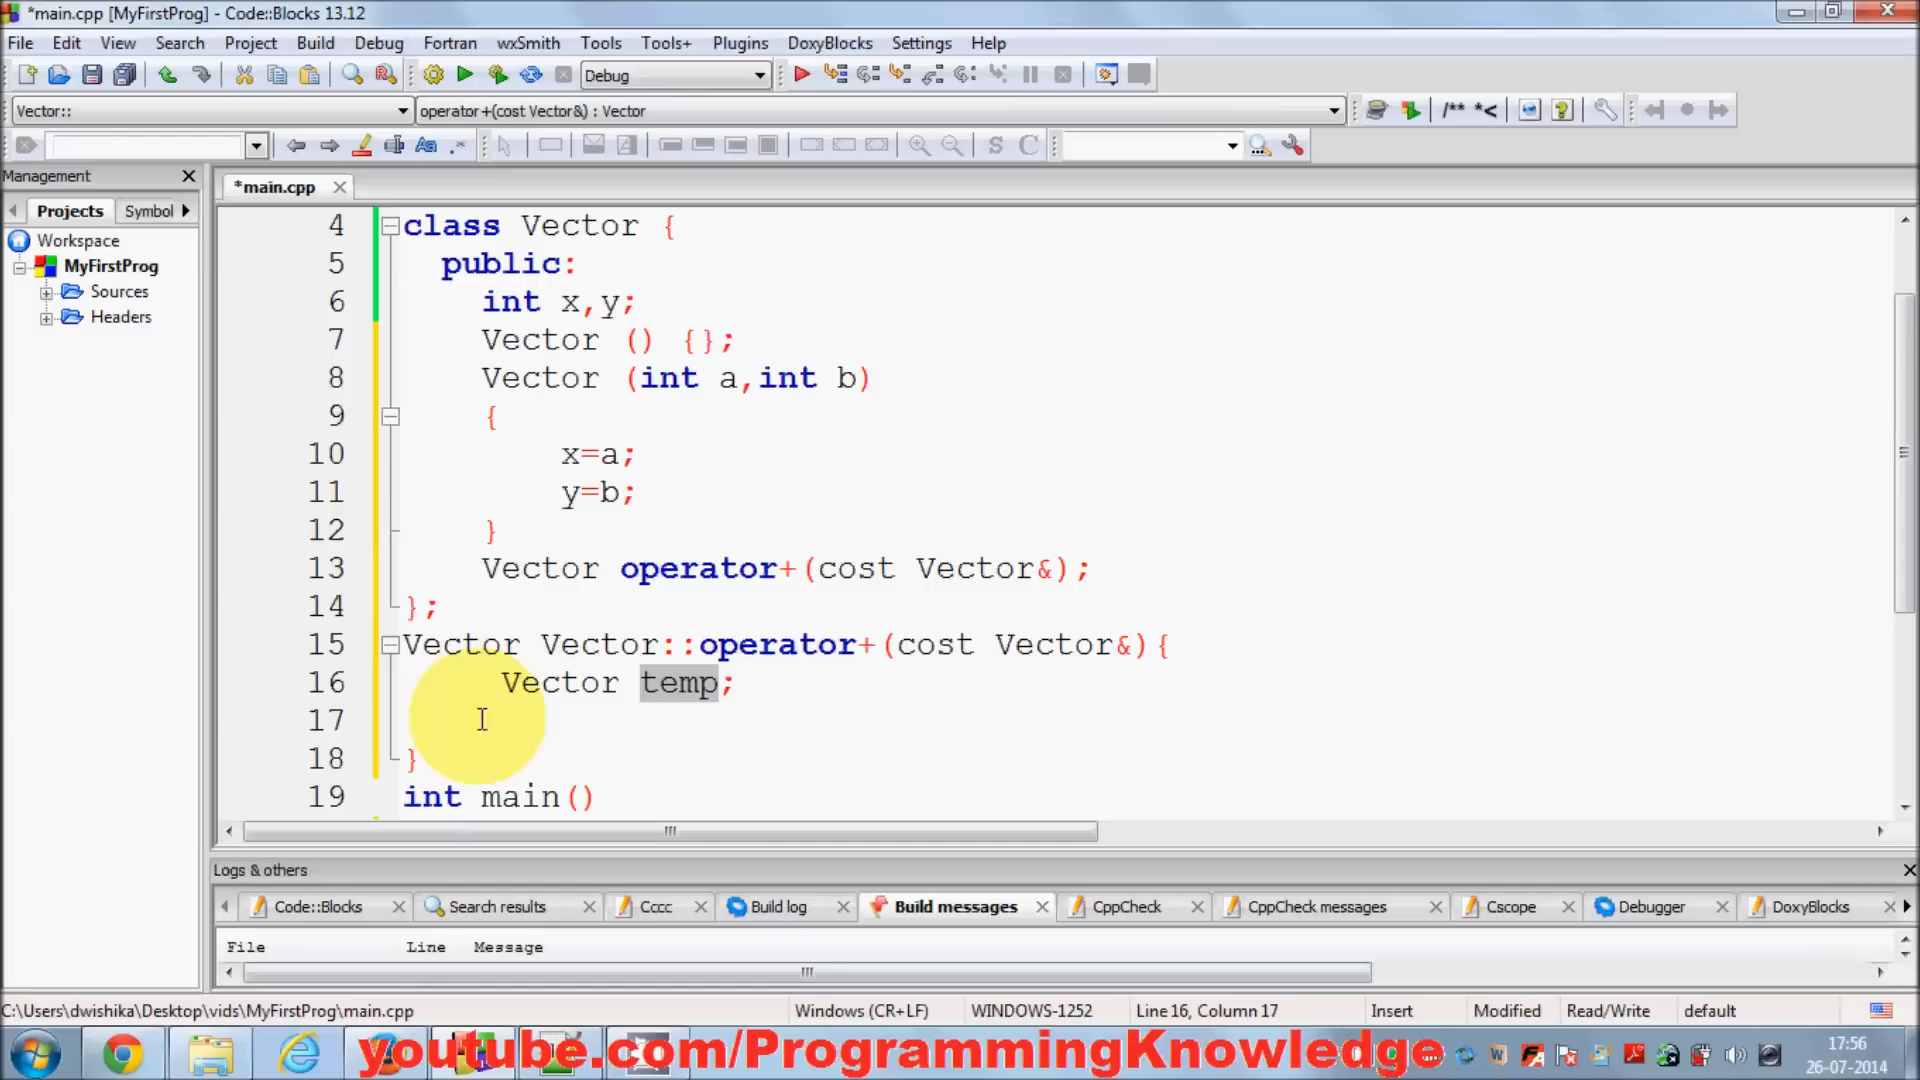 *main.cpp [MyFirstProg] - Code::Blocks 13.12
File Edit View Search Project Build Debug Fortran wxSmith Tools Tools+ Plugins DoxyBlocks Settings Help
Debug
Vector:: operator+(cost Vector&) : Vector
/** *<
Management
*main.cpp
Projects Symbol
Workspace
MyFirstProg
Sources
Headers
4 class Vector {
5 public:
6 int x,y;
7 Vector () {};
8 Vector (int a,int b)
9 {
10 x=a;
11 y=b;
12 }
13 Vector operator+(cost Vector&);
14 };
15 Vector Vector::operator+(cost Vector&){
16 Vector temp;
17
18 }
19 int main()
Logs & others
Code::Blocks Search results Cccc Build log Build messages CppCheck CppCheck messages Cscope Debugger DoxyBlocks
File Line Message
C:\Users\dwishika\Desktop\vids\MyFirstProg\main.cpp Windows (CR+LF) WINDOWS-1252 Line 16, Column 17 Insert Modified Read/Write default
youtube.com/ProgrammingKnowledge
17:56
26-07-2014